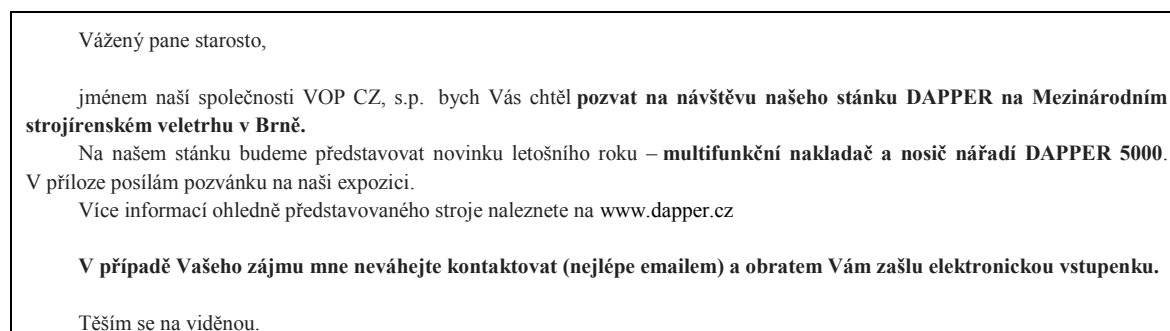 Vážený pane starosto,
jménem naší společnosti VOP CZ, s.p. bych Vás chtěl pozvat na návštěvu našeho stánku DAPPER na Mezinárodním
strojírenském veletrhu v Brně.
Na našem stánku budeme představovat novinku letošního roku – multifunkční nakladač a nosič nářadí DAPPER 5000.
V příloze posílám pozvánku na naši expozici.
Více informací ohledně představovaného stroje naleznete na www.dapper.cz
V případě Vašeho zájmu mne neváhejte kontaktovat (nejlépe emailem) a obratem Vám zašlu elektronickou vstupenku.
Těším se na viděnou.